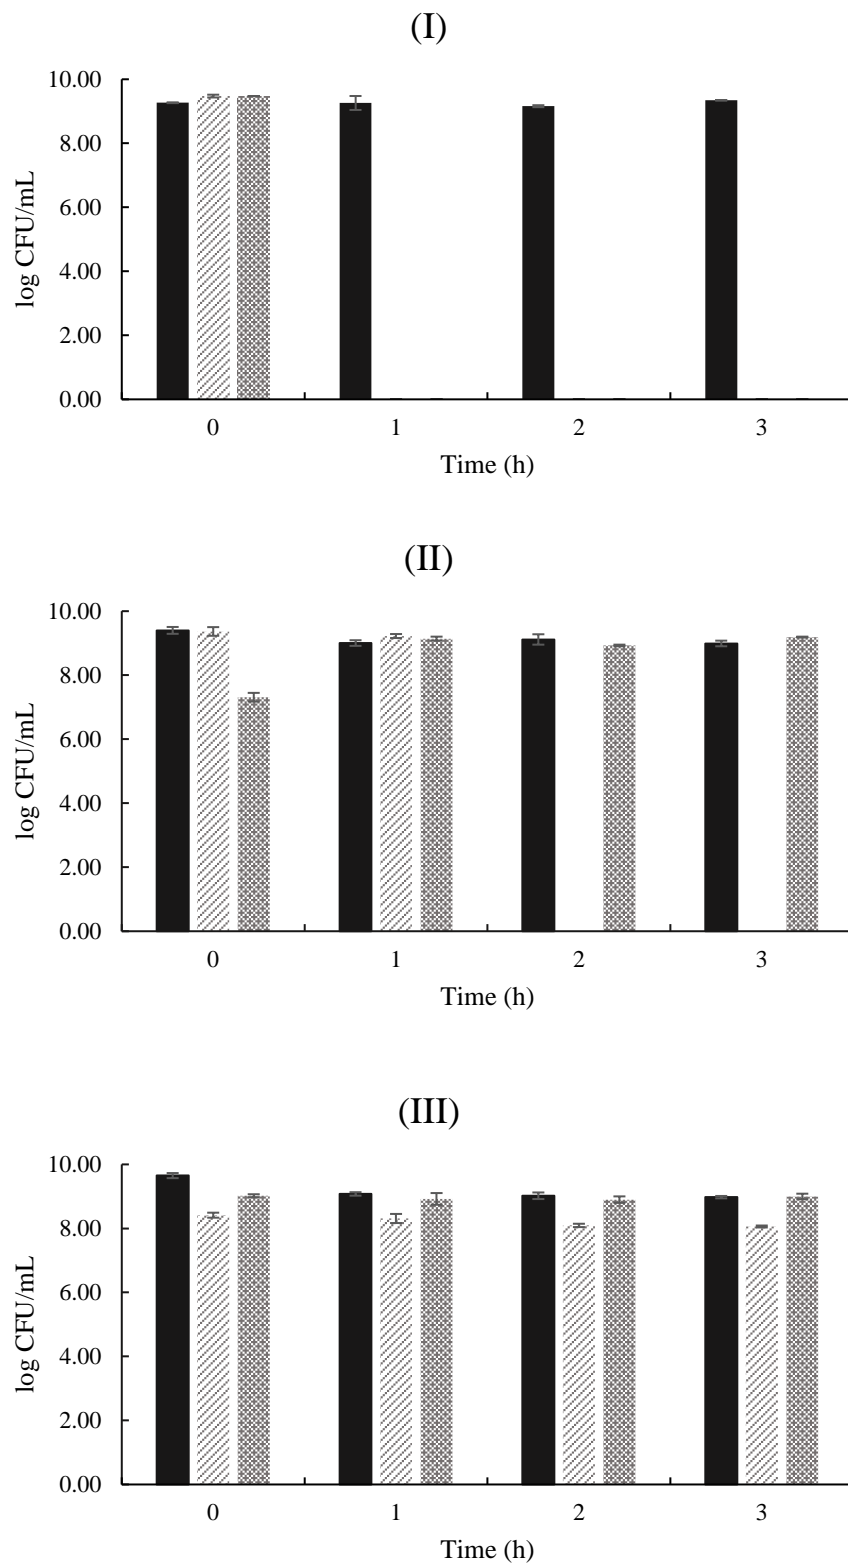 (I)
10.00
8.00
6.00
4.00
2.00
0.00
log CFU/mL
0 1 2 3
Time (h)
(II)
10.00
8.00
6.00
4.00
2.00
0.00
log CFU/mL
0 1 2 3
Time (h)
(III)
10.00
8.00
6.00
4.00
2.00
0.00
log CFU/mL
0 1 2 3
Time (h)